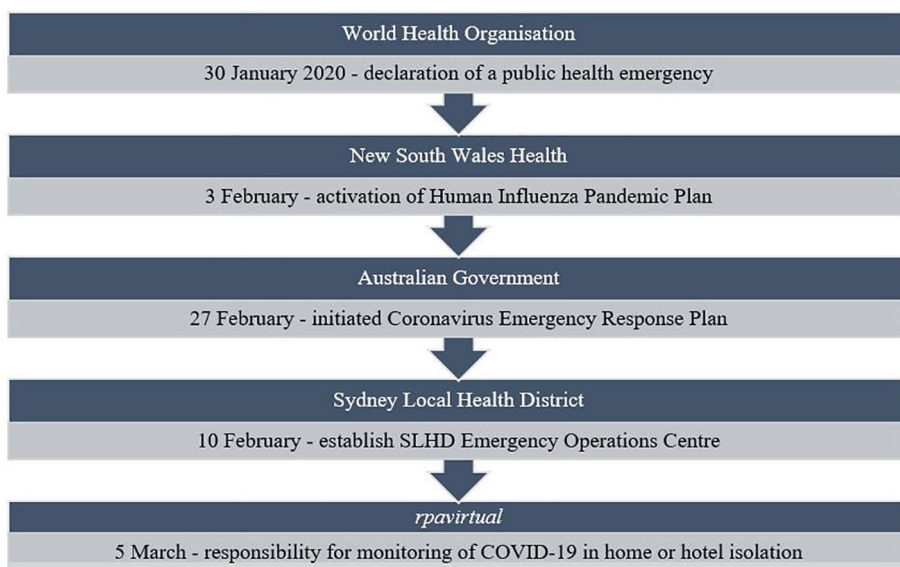 World Health Organisation
30 January 2020 - declaration of a public health emergency
New South Wales Health
3 February - activation of Human Influenza Pandemic Plan
Australian Government
27 February - initiated Coronavirus Emergency Response Plan
Sydney Local Health District
10 February - establish SLHD Emergency Operations Centre
rpavirtual
5 March - responsibility for monitoring of COVID-19 in home or hotel isolation